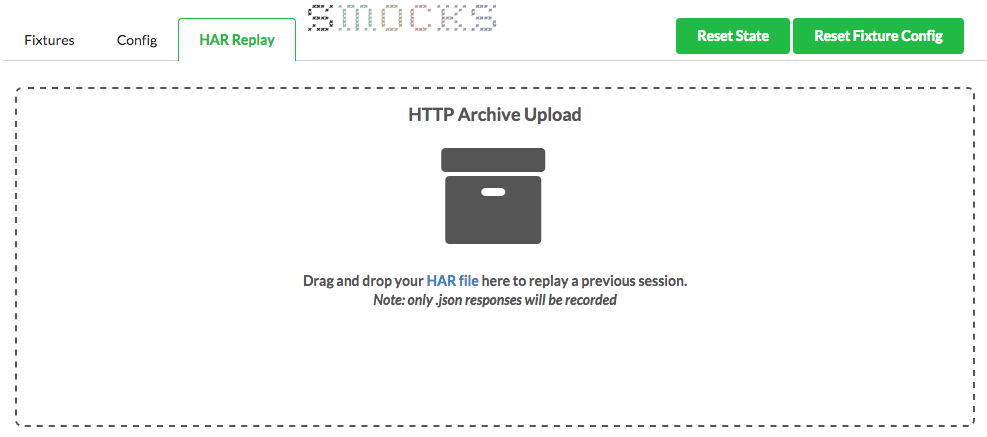 SMOCKS
Fixtures Config HAR Replay Reset State Reset Fixture Config
HTTP Archive Upload
Drag and drop your HAR file here to replay a previous session.
Note: only .json responses will be recorded